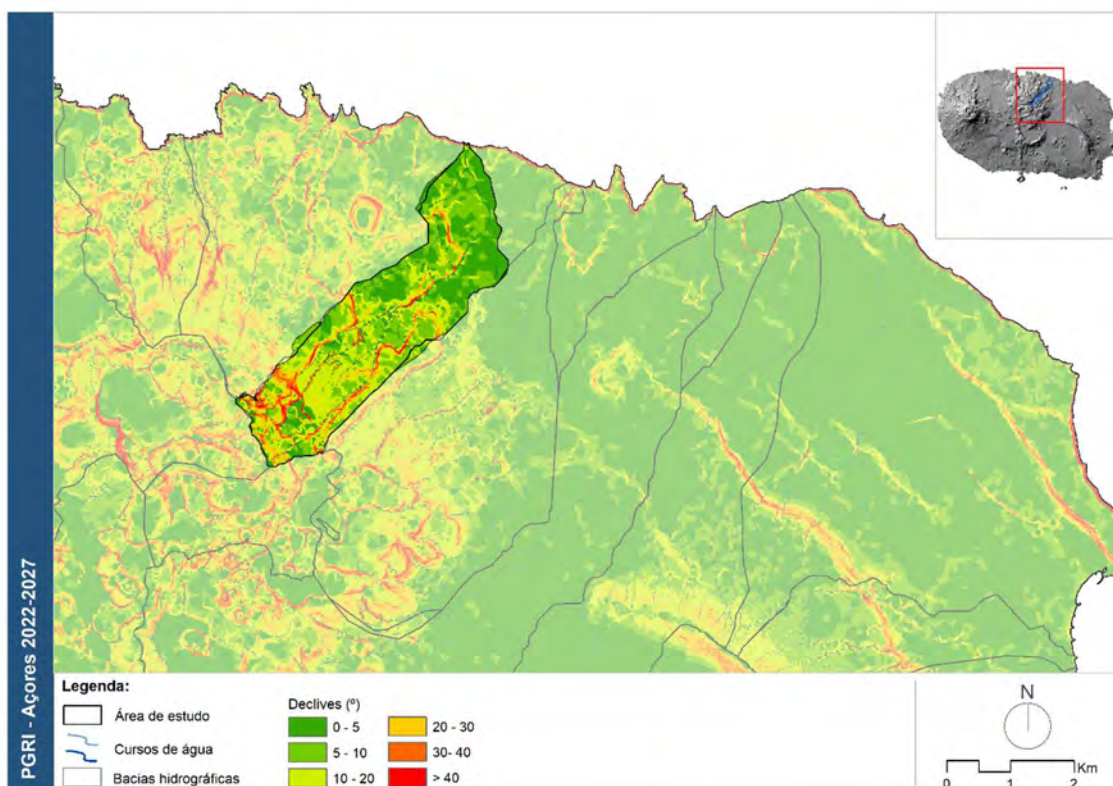 PGRI - Açores 2022-2027
Legenda:
Área de estudo
Cursos de água
Bacias hidrográficas
Declives (º)
0 - 5
5 - 10
10 - 20
20 - 30
30- 40
> 40
N
Km
0 1 2